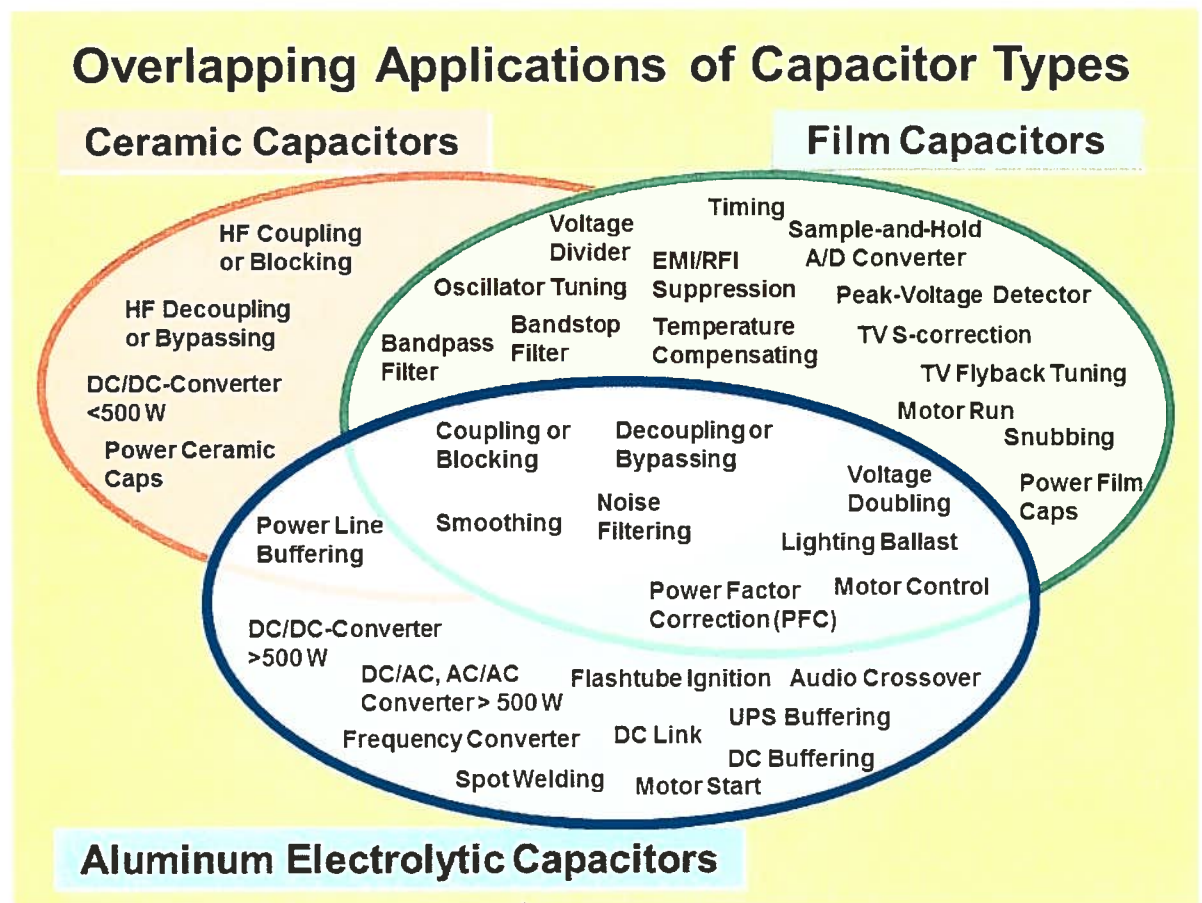 Overlapping Applications of Capacitor Types
Ceramic Capacitors
Film Capacitors
HF Coupling
or Blocking
HF Decoupling
or Bypassing
DC/DC-Converter
<500 W
Power Ceramic
Caps
Voltage
Divider
Timing
Sample-and-Hold
A/D Converter
EMI/RFI
Suppression
Oscillator Tuning
Peak-Voltage Detector
Bandpass
Filter
Bandstop
Filter
Temperature
Compensating
TV S-correction
TV Flyback Tuning
Motor Run
Snubbing
Power Film
Caps
Coupling or
Blocking
Decoupling or
Bypassing
Voltage
Doubling
Smoothing
Noise
Filtering
Lighting Ballast
Power Line
Buffering
Power Factor
Correction (PFC)
Motor Control
DC/DC-Converter
>500 W
DC/AC, AC/AC
Converter > 500 W
Flashtube Ignition
Audio Crossover
UPS Buffering
Frequency Converter
DC Link
DC Buffering
Spot Welding
Motor Start
Aluminum Electrolytic Capacitors